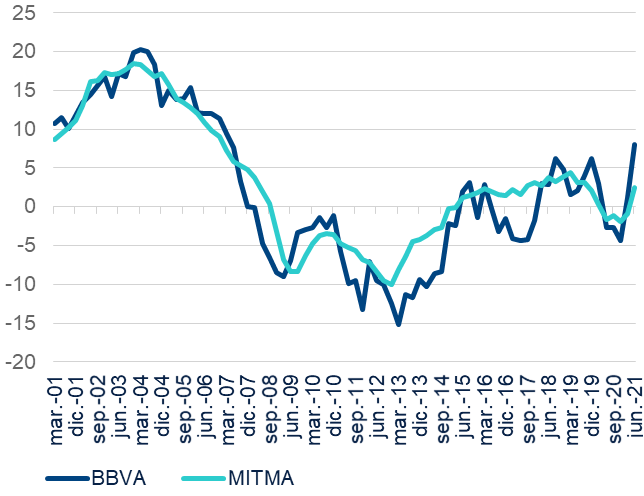 25
20
15
10
5
0
-5
-10
-15
-20
mar.-01
dic.-01
sep.-02
jun.-03
mar.-04
dic.-04
sep.-05
jun.-06
mar.-07
dic.-07
sep.-08
jun.-09
mar.-10
dic.-10
sep.-11
jun.-12
mar.-13
dic.-13
sep.-14
jun.-15
mar.-16
dic.-16
sep.-17
jun.-18
mar.-19
dic.-19
sep.-20
jun.-21
BBVA MITMA